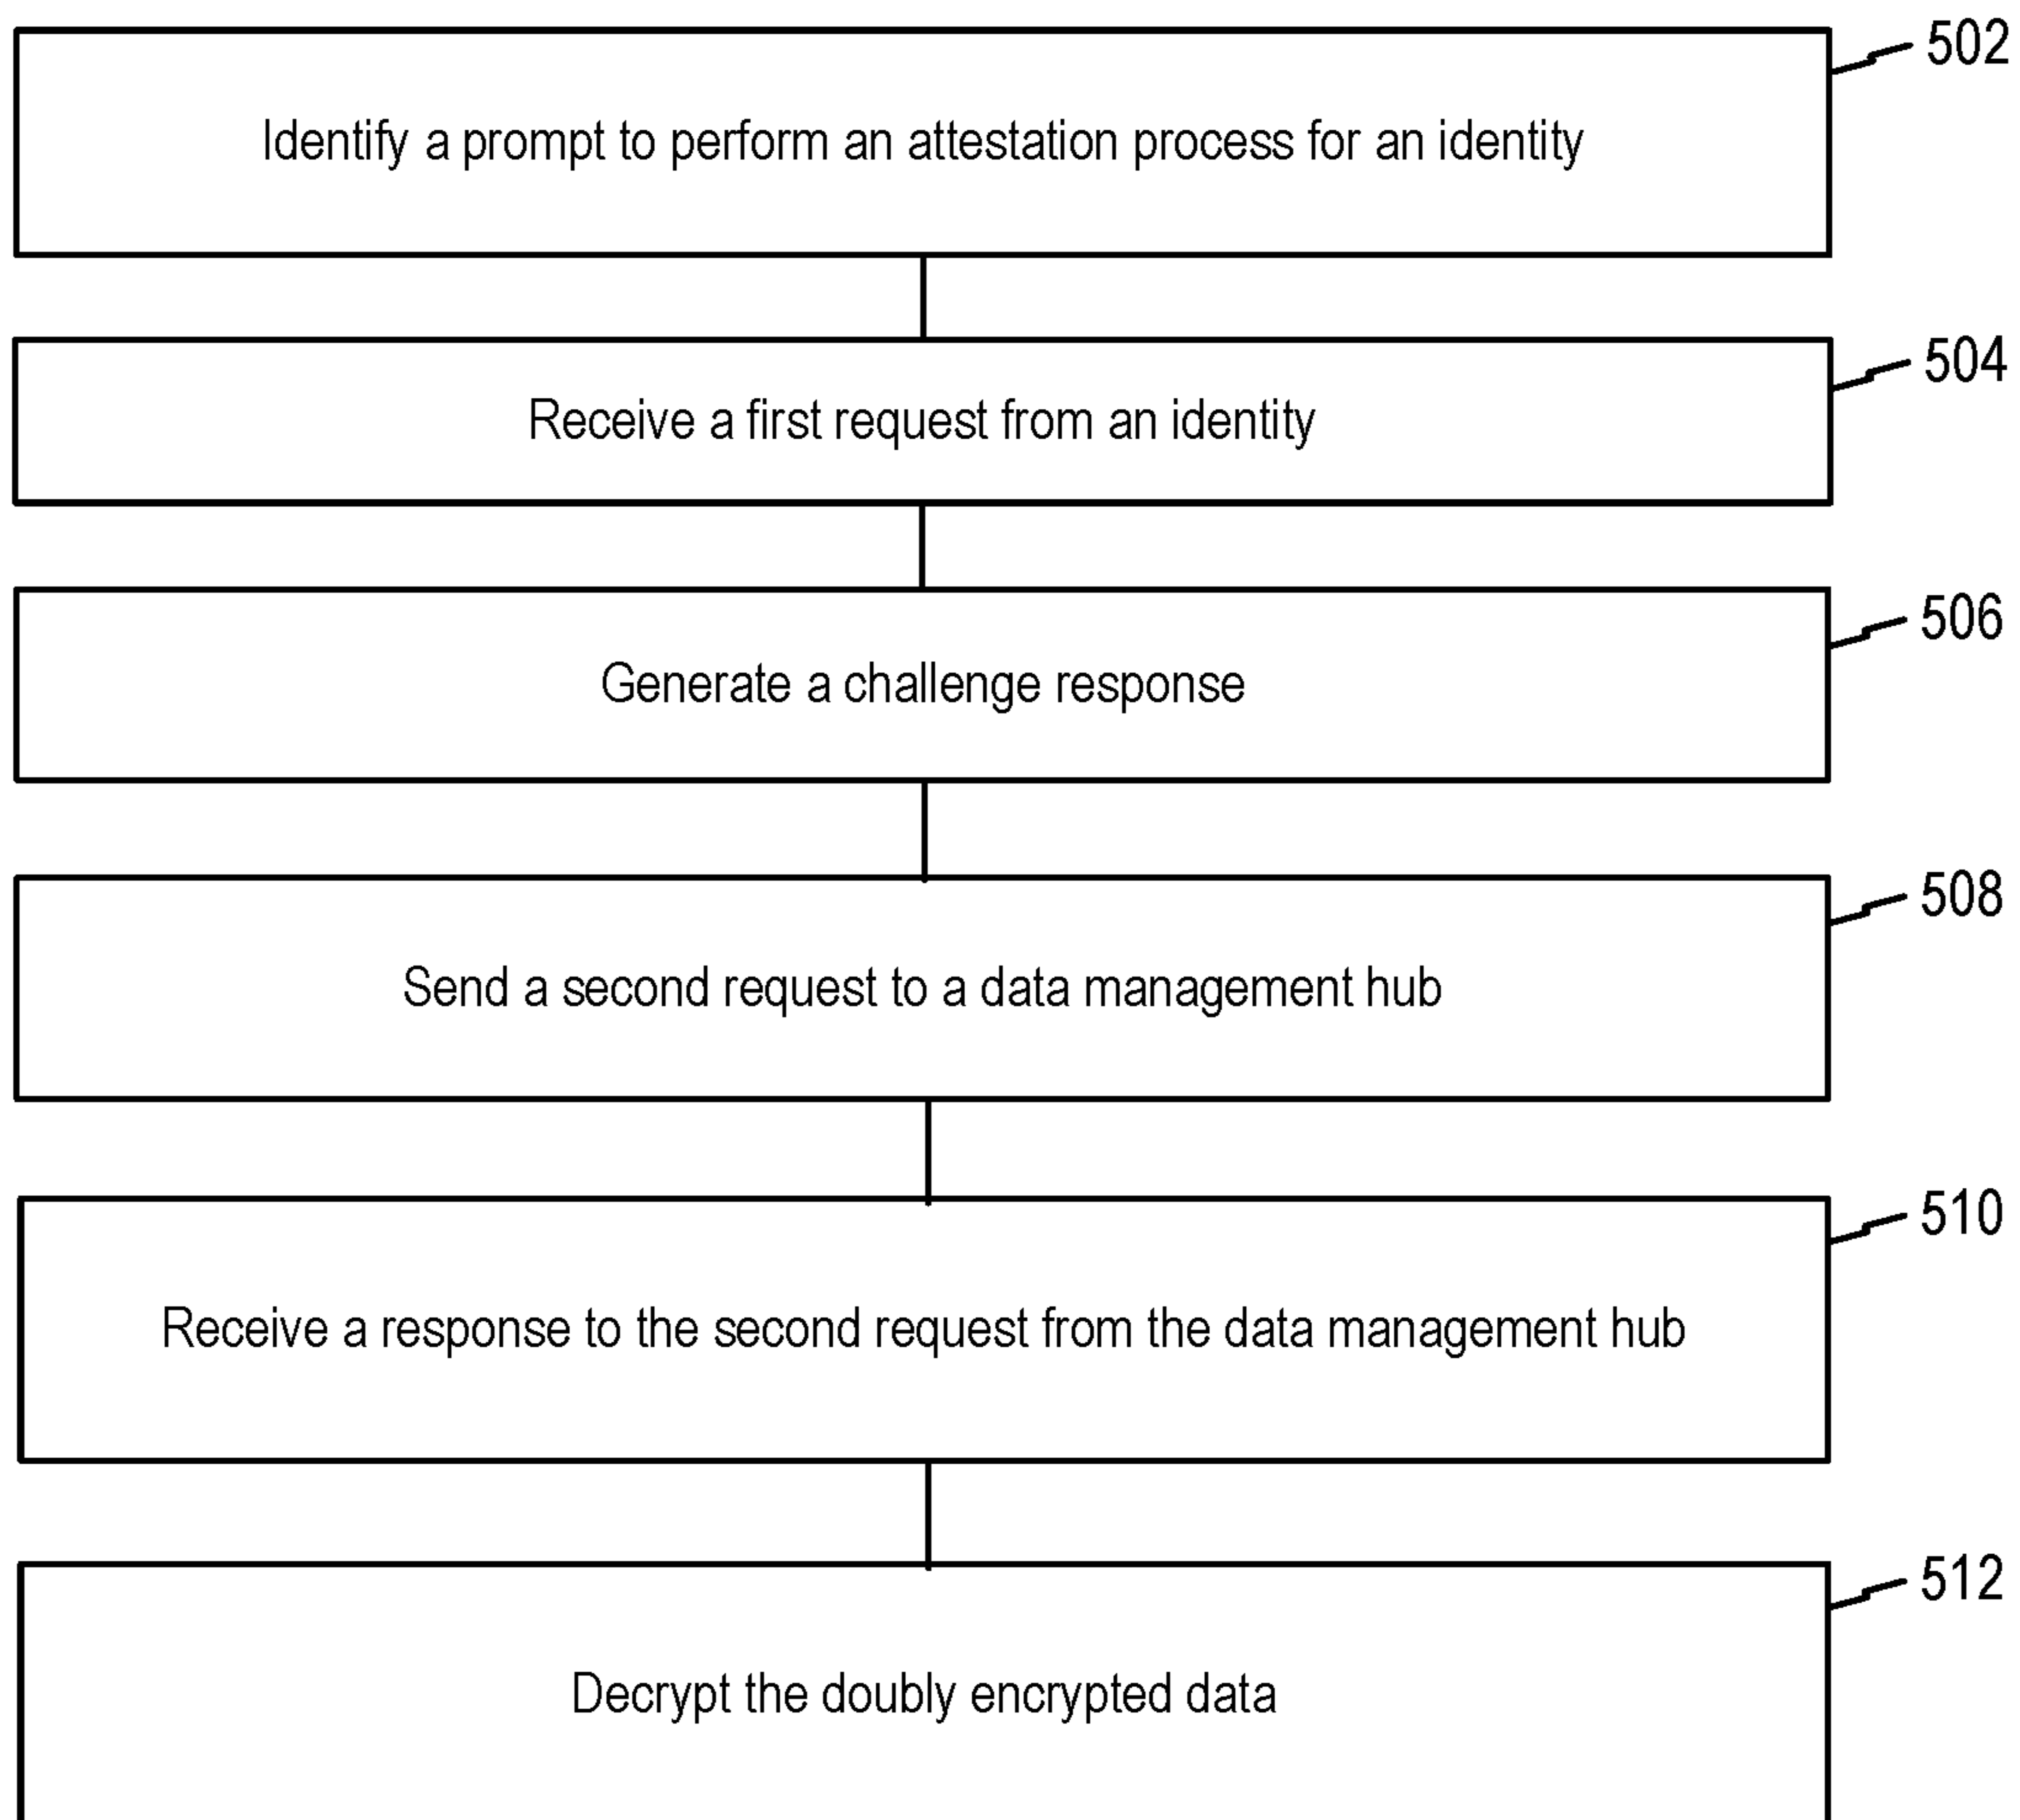 502
Identify a prompt to perform an attestation process for an identity
504
Receive a first request from an identity
506
Generate a challenge response
508
Send a second request to a data management hub
510
Receive a response to the second request from the data management hub
512
Decrypt the doubly encrypted data